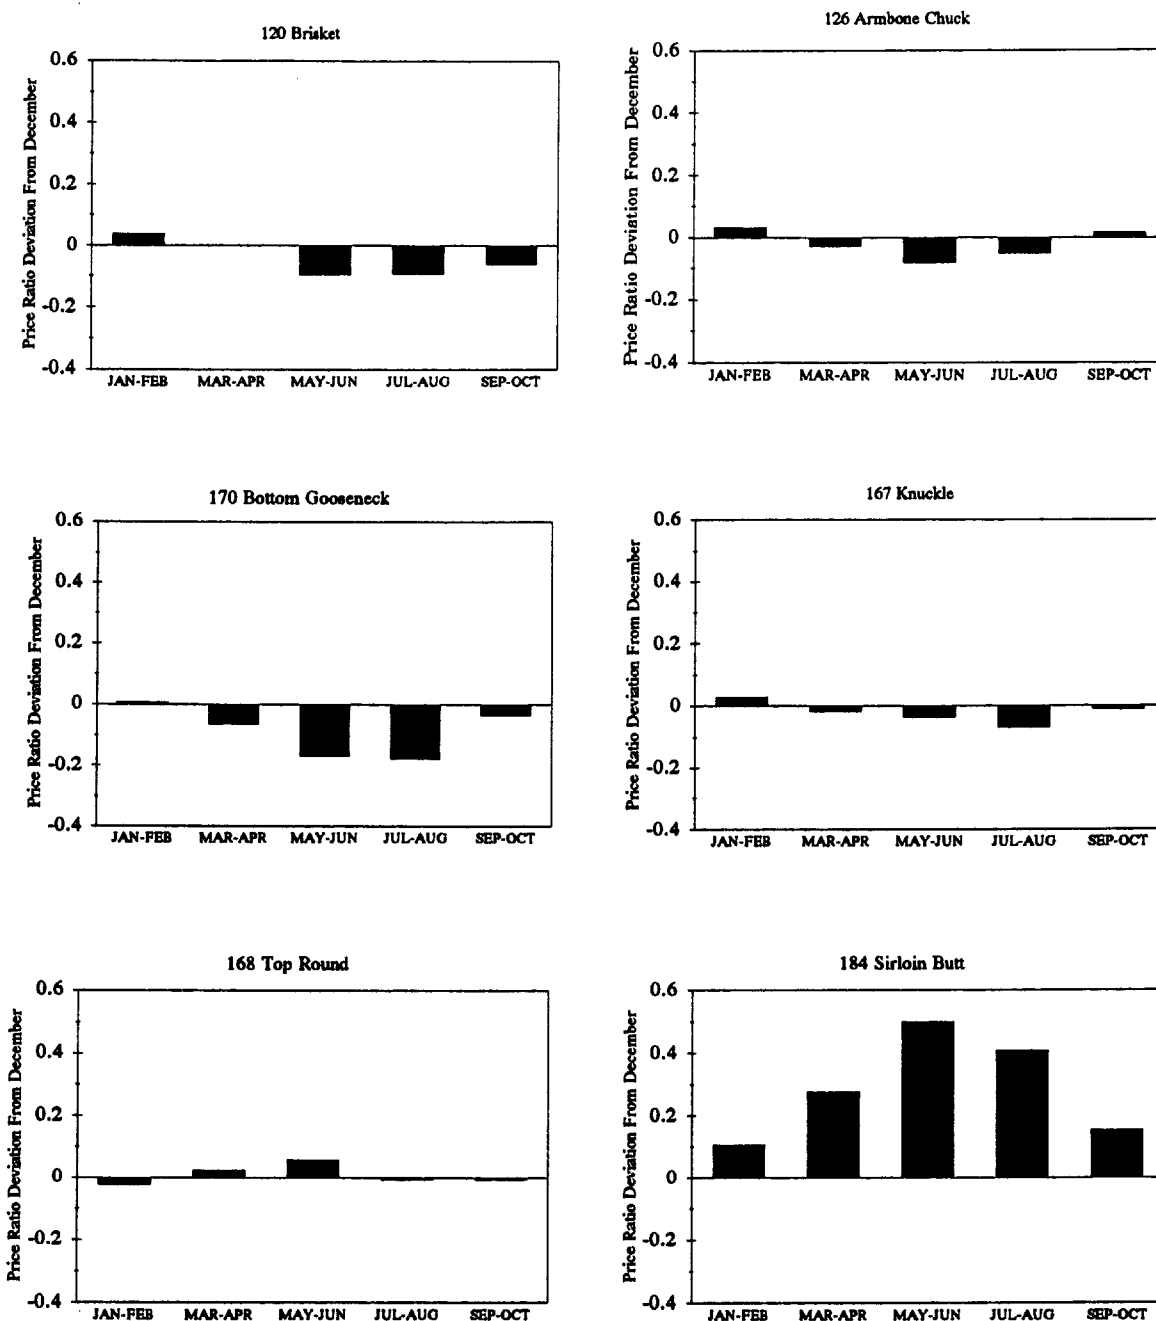 120 Brisket
Price Ratio Deviation From December
0.6
0.4
0.2
0
-0.2
-0.4
JAN-FEB MAR-APR MAY-JUN JUL-AUG SEP-OCT
126 Armbone Chuck
Price Ratio Deviation From December
0.6
0.4
0.2
0
-0.2
-0.4
JAN-FEB MAR-APR MAY-JUN JUL-AUG SEP-OCT
170 Bottom Gooseneck
Price Ratio Deviation From December
0.6
0.4
0.2
0
-0.2
-0.4
JAN-FEB MAR-APR MAY-JUN JUL-AUG SEP-OCT
167 Knuckle
Price Ratio Deviation From December
0.6
0.4
0.2
0
-0.2
-0.4
JAN-FEB MAR-APR MAY-JUN JUL-AUG SEP-OCT
168 Top Round
Price Ratio Deviation From December
0.6
0.4
0.2
0
-0.2
-0.4
JAN-FEB MAR-APR MAY-JUN JUL-AUG SEP-OCT
184 Sirloin Butt
Price Ratio Deviation From December
0.6
0.4
0.2
0
-0.2
-0.4
JAN-FEB MAR-APR MAY-JUN JUL-AUG SEP-OCT